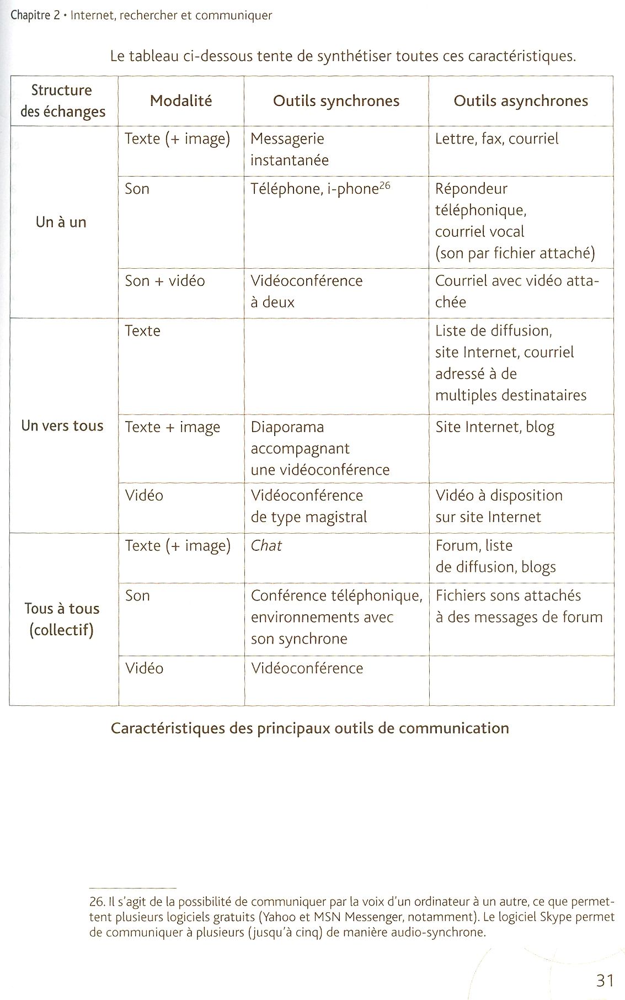 Chapitre 2 • Internet, rechercher et communiquer
Le tableau ci-dessous tente de synthétiser toutes ces caractéristiques.
Structure
des échanges
Modalité
Outils synchrones
Outils asynchrones
Un à un
Texte (+ image)
Messagerie
instantanée
Lettre, fax, courriel
Son
Téléphone, i-phone26
Répondeur
téléphonique,
courriel vocal
(son par fichier attaché)
Son + vidéo
Vidéoconférence
à deux
Courriel avec vidéo atta-
chée
Un vers tous
Texte
Liste de diffusion,
site Internet, courriel
adressé à de
multiples destinataires
Texte + image
Diaporama
accompagnant
une vidéoconférence
Site Internet, blog
Vidéo
Vidéoconférence
de type magistral
Vidéo à disposition
sur site Internet
Tous à tous
(collectif)
Texte (+ image)
Chat
Forum, liste
de diffusion, blogs
Son
Conférence téléphonique,
environnements avec
son synchrone
Fichiers sons attachés
à des messages de forum
Vidéo
Vidéoconférence
Caractéristiques des principaux outils de communication
26. Il s'agit de la possibilité de communiquer par la voix d'un ordinateur à un autre, ce que permet-
tent plusieurs logiciels gratuits (Yahoo et MSN Messenger, notamment). Le logiciel Skype permet
de communiquer à plusieurs (jusqu'à cinq) de manière audio-synchrone.
31